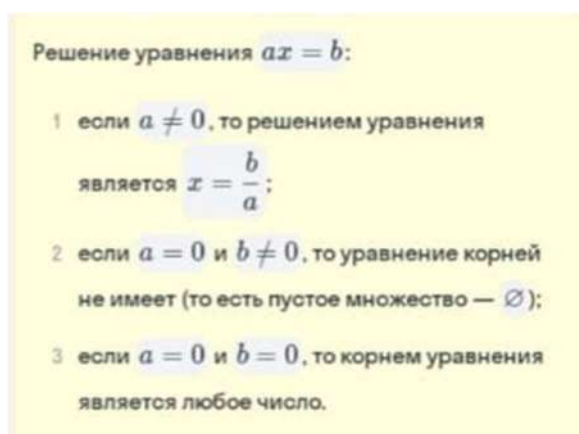 Решение уравнения ax = b:
1 если a ≠ 0, то решением уравнения
является x = b/a;
2 если a = 0 и b ≠ 0, то уравнение корней
не имеет (то есть пустое множество — ∅);
3 если a = 0 и b = 0, то корнем уравнения
является любое число.